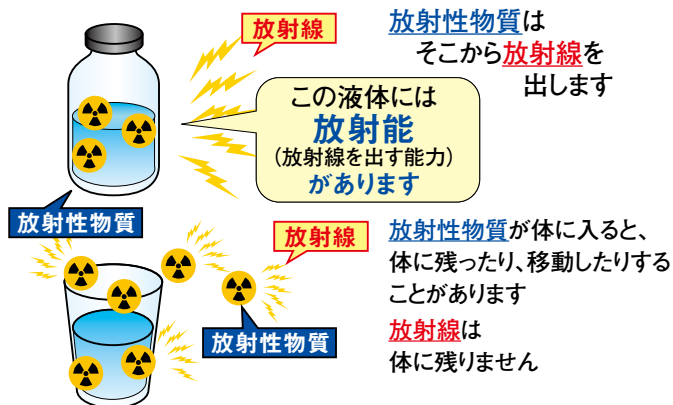 放射線
放射性物質は
そこから放射線を
出します
この液体には
放射能
（放射線を出す能力）
があります
放射性物質
放射線
放射性物質
放射性物質が体に入ると、
体に残ったり、移動したりする
ことがあります
放射線は
体に残りません